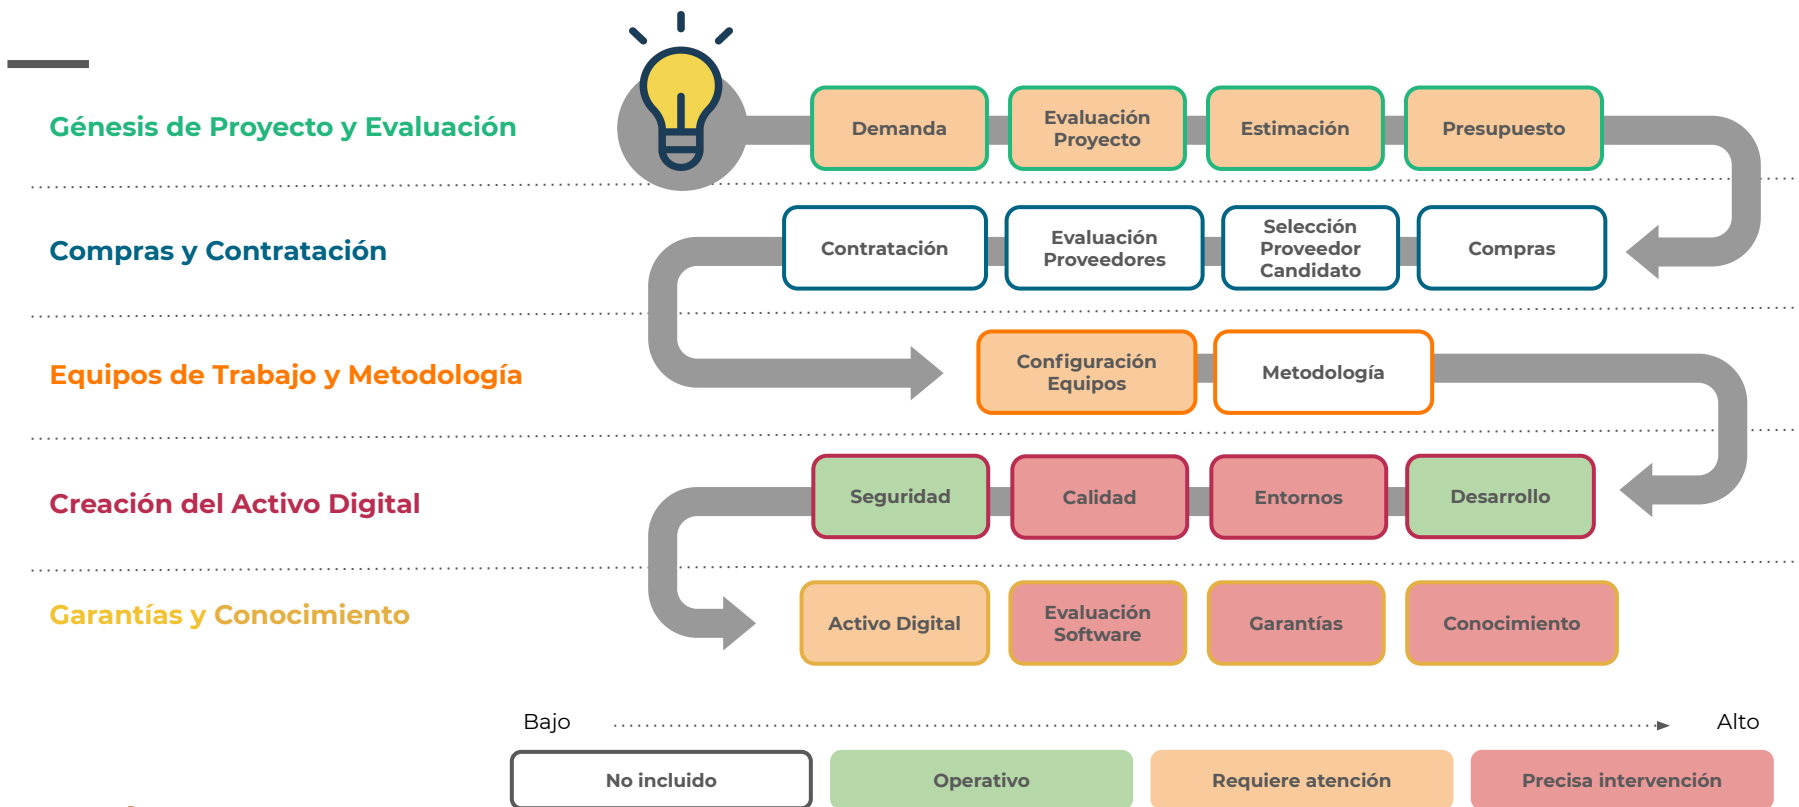 Génesis de Proyecto y Evaluación
Demanda
Evaluación
Proyecto
Estimación
Presupuesto
Compras y Contratación
Contratación
Evaluación
Proveedores
Selección
Proveedor
Candidato
Compras
Equipos de Trabajo y Metodología
Configuración
Equipos
Metodología
Creación del Activo Digital
Seguridad
Calidad
Entornos
Desarrollo
Garantías y Conocimiento
Activo Digital
Evaluación
Software
Garantías
Conocimiento
Bajo
Alto
No incluido
Operativo
Requiere atención
Precisa intervención